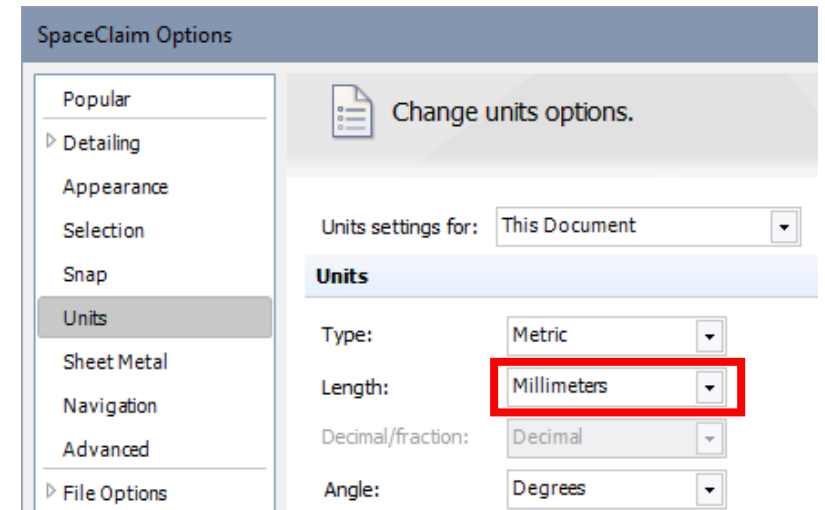 SpaceClaim Options
Popular
Detailing
Appearance
Selection
Snap
Units
Sheet Metal
Navigation
Advanced
File Options
Change units options.
Units settings for: This Document
Units
Type: Metric
Length: Millimeters
Decimal/fraction: Decimal
Angle: Degrees